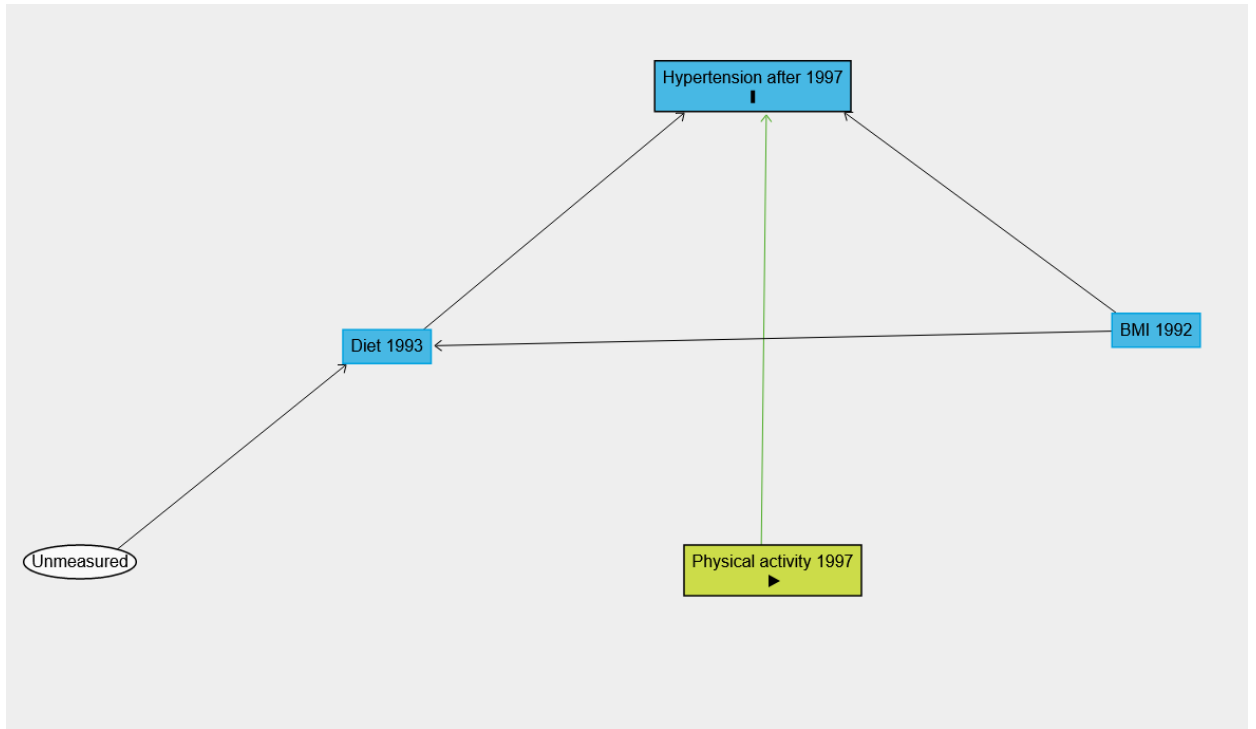 Hypertension after 1997
Diet 1993
BMI 1992
Unmeasured
Physical activity 1997